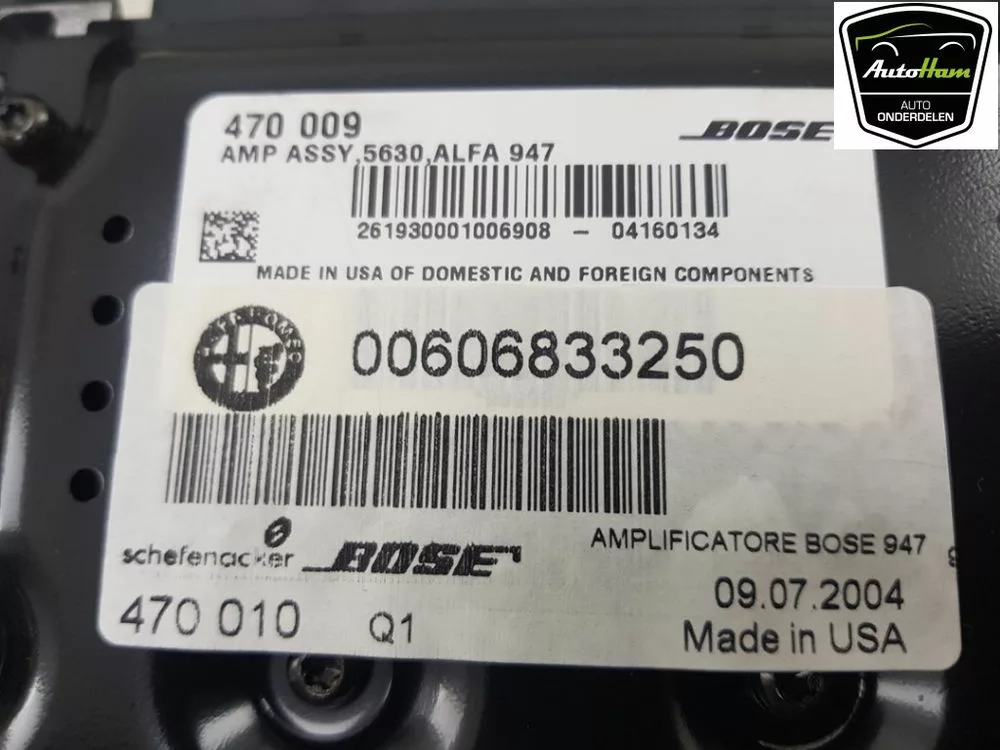 AutoHam
AUTO
ONDERDELEN
470 009
BOSE
AMP ASSY,5630,ALFA 947
261930001006908 - 04160134
MADE IN USA OF DOMESTIC AND FOREIGN COMPONENTS
00606833250
schefenacker
BOSE
AMPLIFICATORE BOSE 947
470 010
Q1
09.07.2004
Made in USA